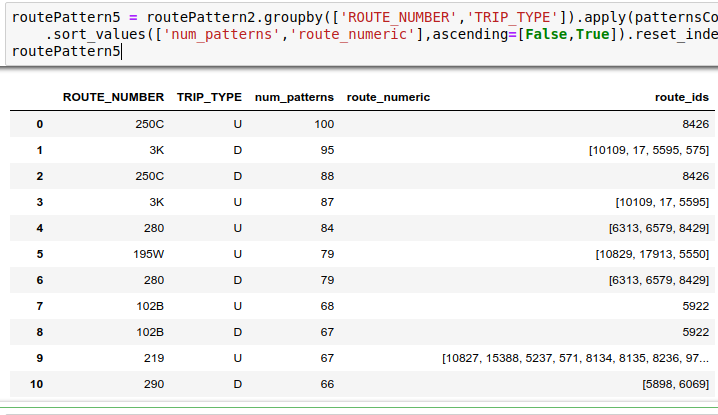 routePattern5 = routePattern2.groupby(['ROUTE_NUMBER','TRIP_TYPE']).apply(patternsCo
.sort_values(['num_patterns','route_numeric'],ascending=[False,True]).reset_inde
routePattern5
ROUTE_NUMBER TRIP_TYPE num_patterns route_numeric route_ids
0 250C U 100 8426
1 3K D 95 [10109, 17, 5595, 575]
2 250C D 88 8426
3 3K U 87 [10109, 17, 5595]
4 280 U 84 [6313, 6579, 8429]
5 195W U 79 [10829, 17913, 5550]
6 280 D 79 [6313, 6579, 8429]
7 102B U 68 5922
8 102B D 67 5922
9 219 U 67 [10827, 15388, 5237, 571, 8134, 8135, 8236, 97...
10 290 D 66 [5898, 6069]